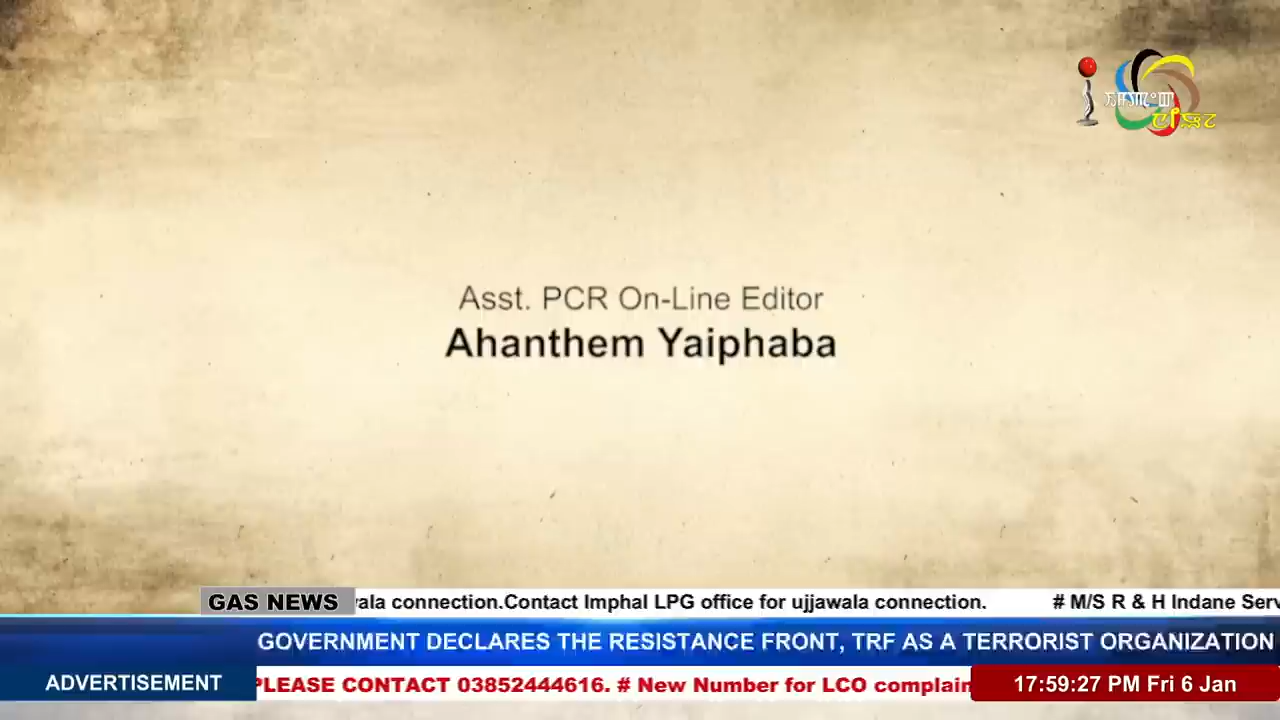 Asst. PCR On-Line Editor
Ahanthem Yaiphaba
GAS NEWS
ala connection.Contact Imphal LPG office for ujjawala connection. # M/S R & H Indane Serv
GOVERNMENT DECLARES THE RESISTANCE FRONT, TRF AS A TERRORIST ORGANIZATION
ADVERTISEMENT
PLEASE CONTACT 03852444616. # New Number for LCO complain
17:59:27 PM Fri 6 Jan